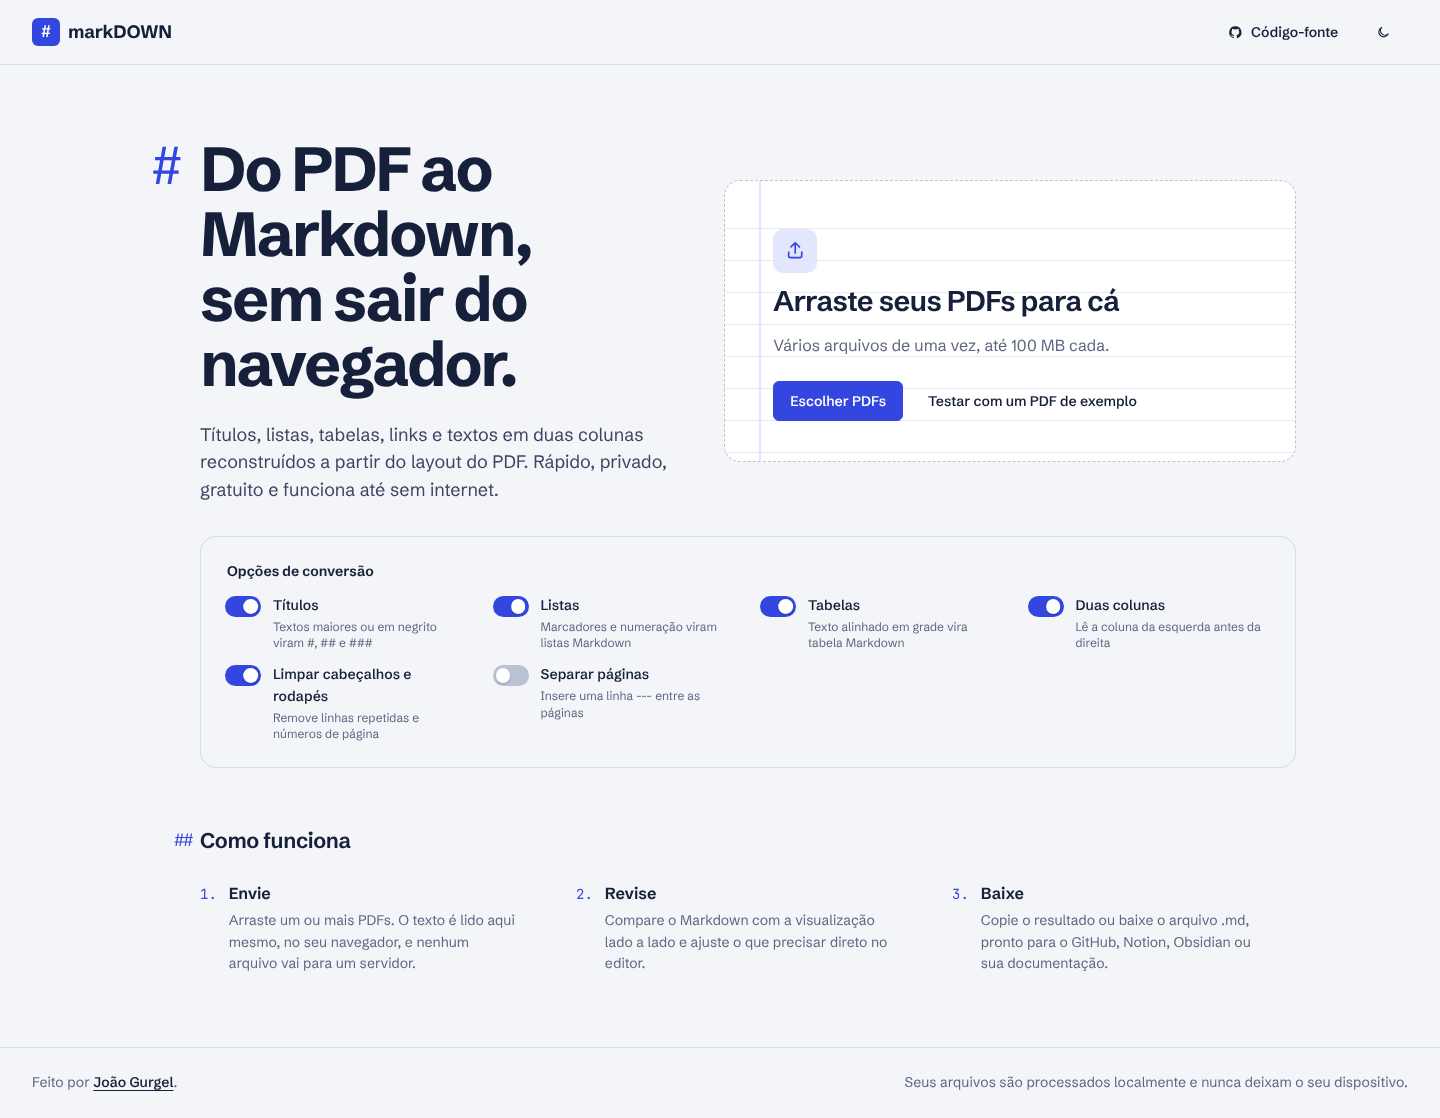 # markDOWN
Código-fonte
# Do PDF ao
Markdown,
sem sair do
navegador.
Títulos, listas, tabelas, links e textos em duas colunas
reconstruídos a partir do layout do PDF. Rápido, privado,
gratuito e funciona até sem internet.
Arraste seus PDFs para cá
Vários arquivos de uma vez, até 100 MB cada.
Escolher PDFs
Testar com um PDF de exemplo
Opções de conversão
Títulos
Textos maiores ou em negrito
viram #, ## e ###
Listas
Marcadores e numeração viram
listas Markdown
Tabelas
Texto alinhado em grade vira
tabela Markdown
Duas colunas
Lê a coluna da esquerda antes da
direita
Limpar cabeçalhos e
rodapés
Remove linhas repetidas e
números de página
Separar páginas
Insere uma linha --- entre as
páginas
## Como funciona
1. Envie
Arraste um ou mais PDFs. O texto é lido aqui
mesmo, no seu navegador, e nenhum
arquivo vai para um servidor.
2. Revise
Compare o Markdown com a visualização
lado a lado e ajuste o que precisar direto no
editor.
3. Baixe
Copie o resultado ou baixe o arquivo .md,
pronto para o GitHub, Notion, Obsidian ou
sua documentação.
Feito por João Gurgel.
Seus arquivos são processados localmente e nunca deixam o seu dispositivo.